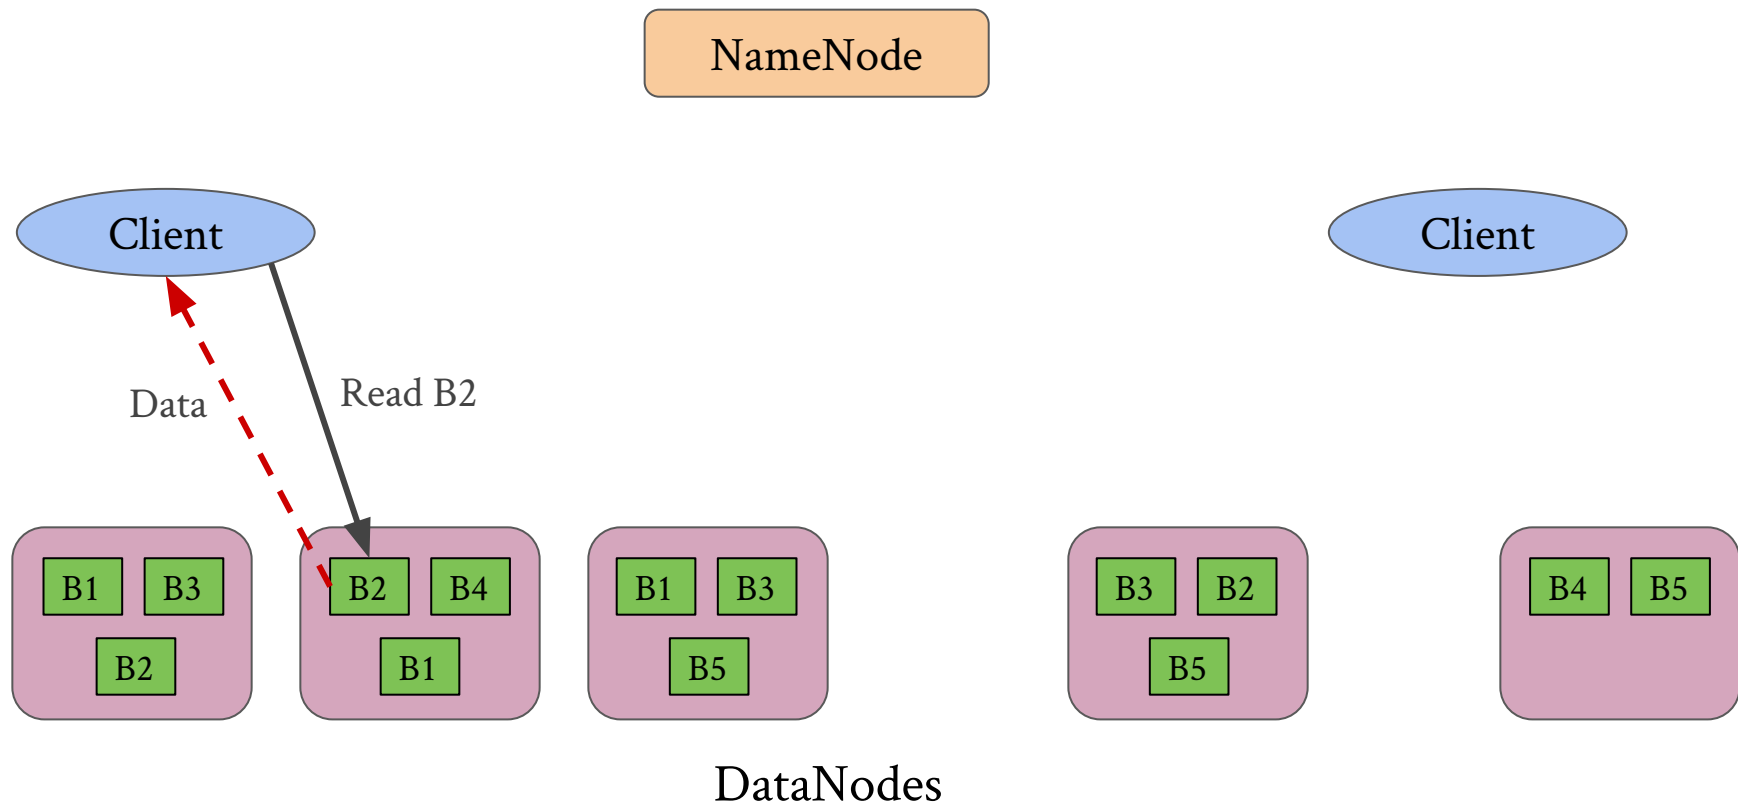 NameNode
Client
Client
Data
Read B2
B1 B3
B2
B2 B4
B1
B1 B3
B5
B3 B2
B5
B4 B5
DataNodes